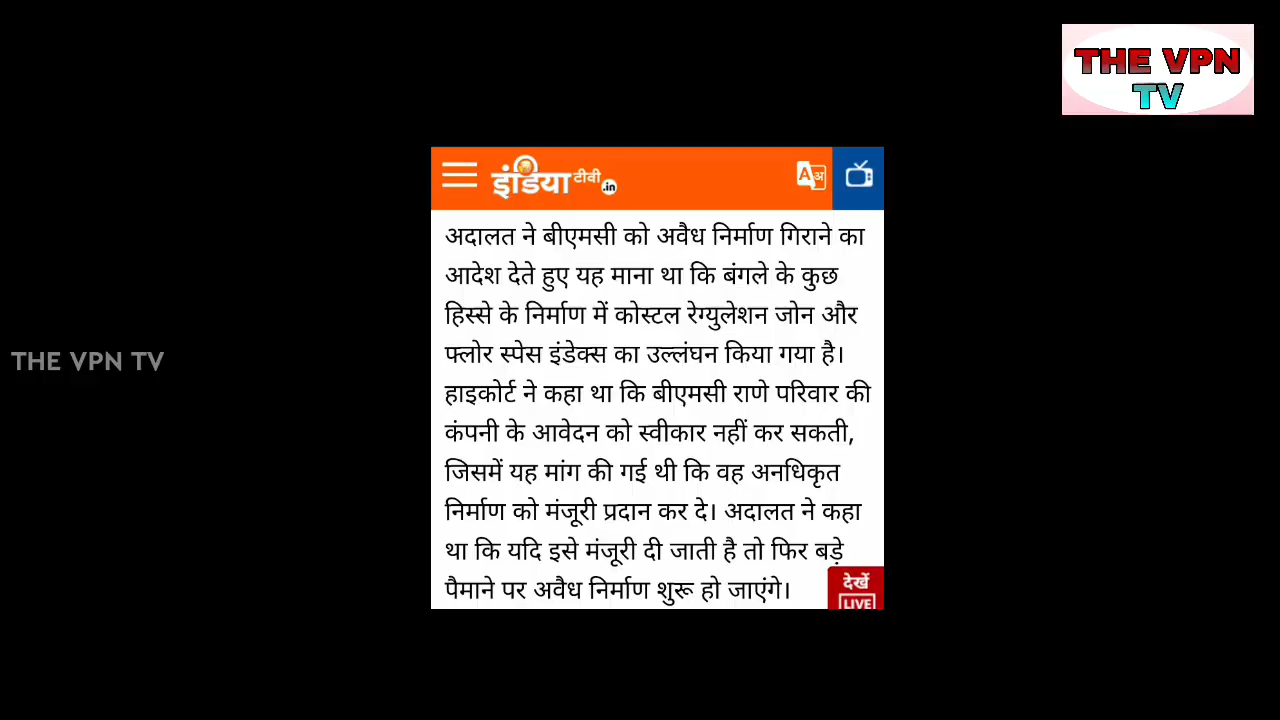 THE VPN
TV
इंडिया टीवी .in
A अ
अदालत ने बीएमसी को अवैध निर्माण गिराने का
आदेश देते हुए यह माना था कि बंगले के कुछ
हिस्से के निर्माण में कोस्टल रेग्युलेशन जोन और
फ्लोर स्पेस इंडेक्स का उल्लंघन किया गया है।
हाइकोर्ट ने कहा था कि बीएमसी राणे परिवार की
कंपनी के आवेदन को स्वीकार नहीं कर सकती,
जिसमें यह मांग की गई थी कि वह अनधिकृत
निर्माण को मंजूरी प्रदान कर दे। अदालत ने कहा
था कि यदि इसे मंजूरी दी जाती है तो फिर बड़े
पैमाने पर अवैध निर्माण शुरू हो जाएंगे।
देखें
LIVE
THE VPN TV